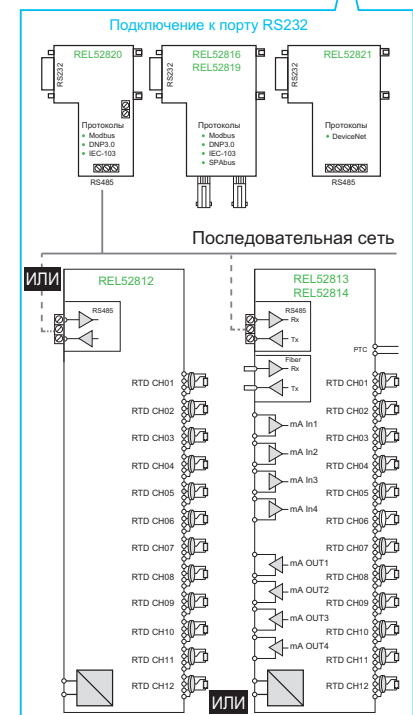 Подключение к порту RS232
REL52820
RS232
Протоколы
• Modbus
• DNP3.0
• IEC-103
RS485
REL52816
REL52819
RS232
Протоколы
• Modbus
• DNP3.0
• IEC-103
• SPAbus
REL52821
RS232
Протоколы
• DeviceNet
RS485
Последовательная сеть
ИЛИ
REL52812
RS485
RTD CH01
RTD CH02
RTD CH03
RTD CH04
RTD CH05
RTD CH06
RTD CH07
RTD CH08
RTD CH09
RTD CH10
RTD CH11
RTD CH12
ИЛИ
REL52813
REL52814
RS485
Rx
Tx
Fiber
Rx
Tx
mA In1
mA In2
mA In3
mA In4
mA OUT1
mA OUT2
mA OUT3
mA OUT4
PTC
RTD CH01
RTD CH02
RTD CH03
RTD CH04
RTD CH05
RTD CH06
RTD CH07
RTD CH08
RTD CH09
RTD CH10
RTD CH11
RTD CH12